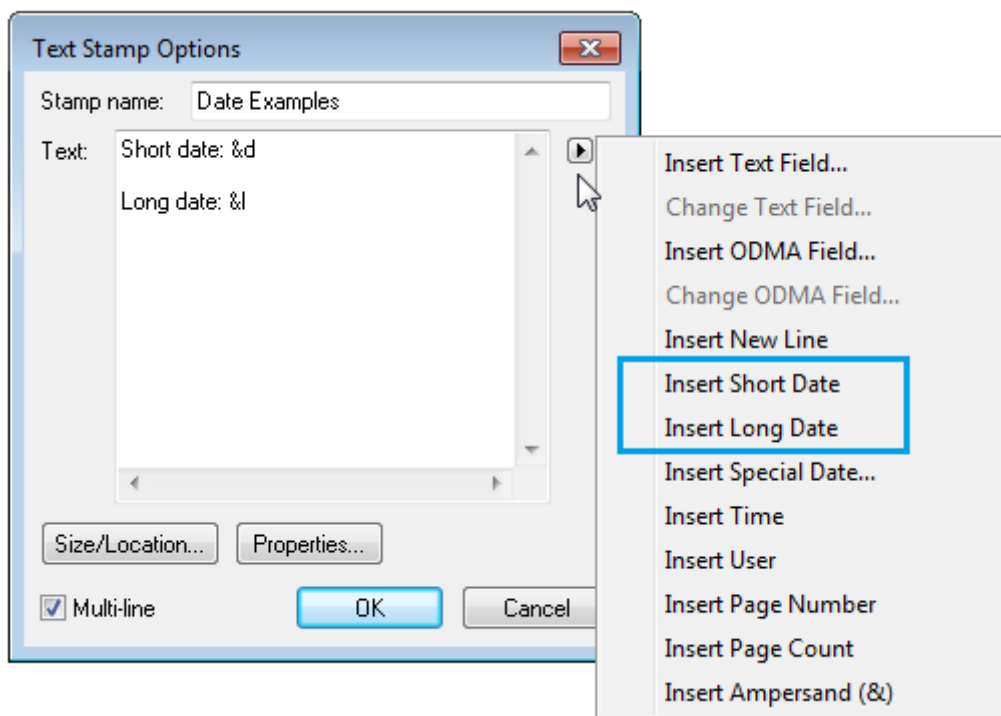 Text Stamp Options
Stamp name: Date Examples
Text: Short date: &d
Long date: &l
Size/Location... Properties...
Multi-line OK Cancel
Insert Text Field...
Change Text Field...
Insert ODMA Field...
Change ODMA Field...
Insert New Line
Insert Short Date
Insert Long Date
Insert Special Date...
Insert Time
Insert User
Insert Page Number
Insert Page Count
Insert Ampersand (&)